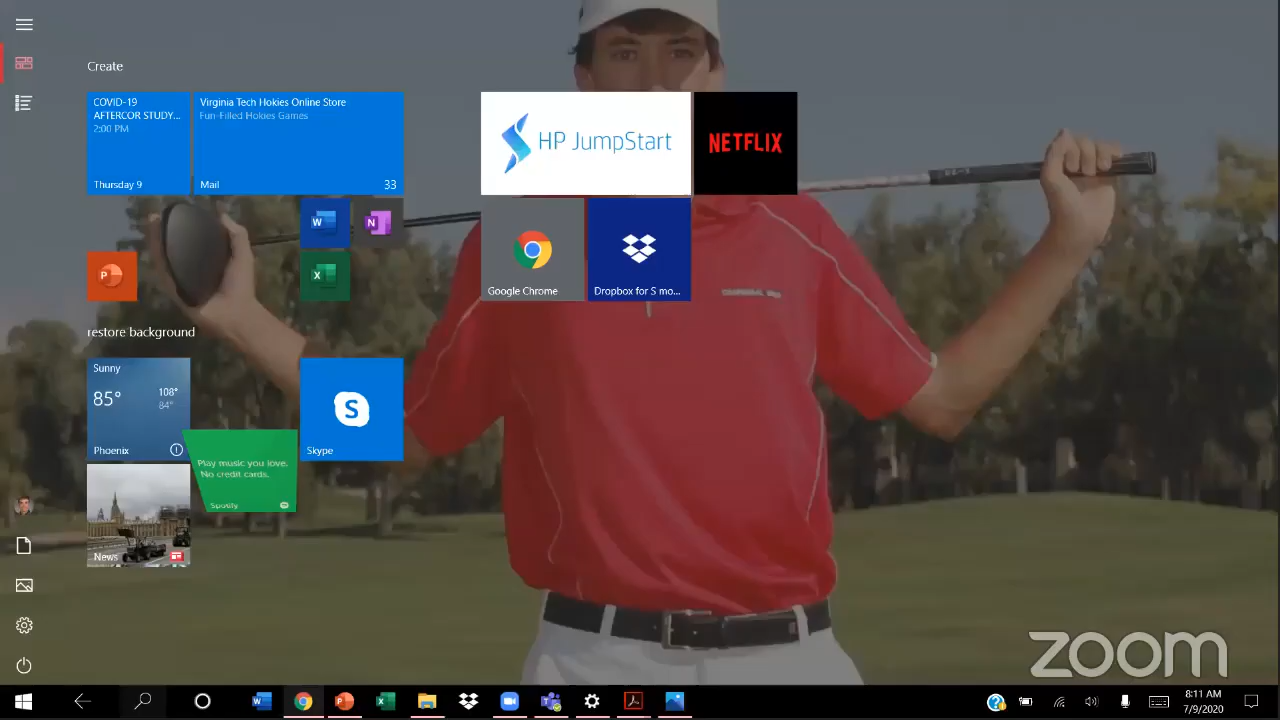 Create
COVID-19
AFTERCOR STUDY...
2:00 PM
Thursday 9
Virginia Tech Hokies Online Store
Fun-Filled Hokies Games
Mail
33
HP JumpStart
NETFLIX
W
N
P
X
Google Chrome
Dropbox for S mo...
restore background
Sunny
85°
108°
84°
Phoenix
S
Skype
Play music you love.
No credit cards.
Spotify
News
zoom
8:11 AM
7/9/2020